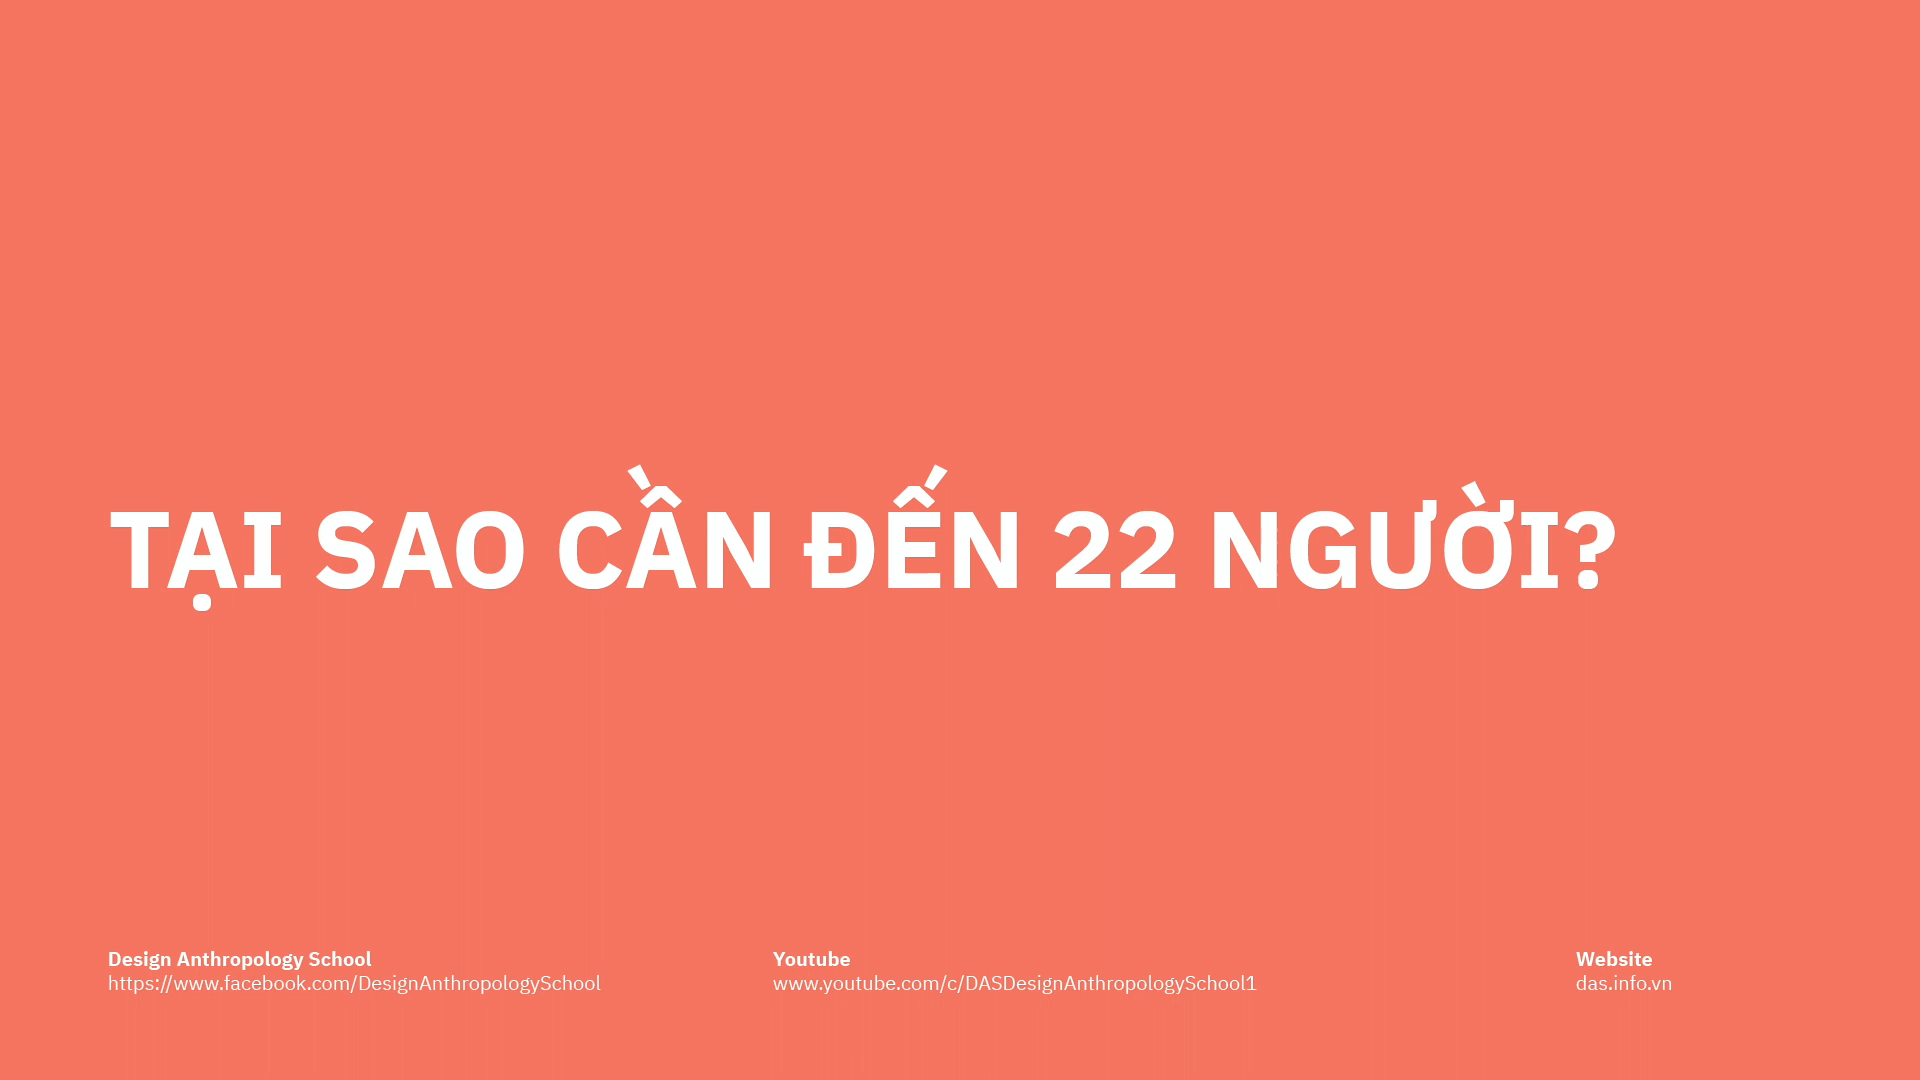 TẠI SAO CẦN ĐẾN 22 NGƯỜI?
Design Anthropology School
https://www.facebook.com/DesignAnthropologySchool
Youtube
www.youtube.com/c/DASDesignAnthropologySchool1
Website
das.info.vn